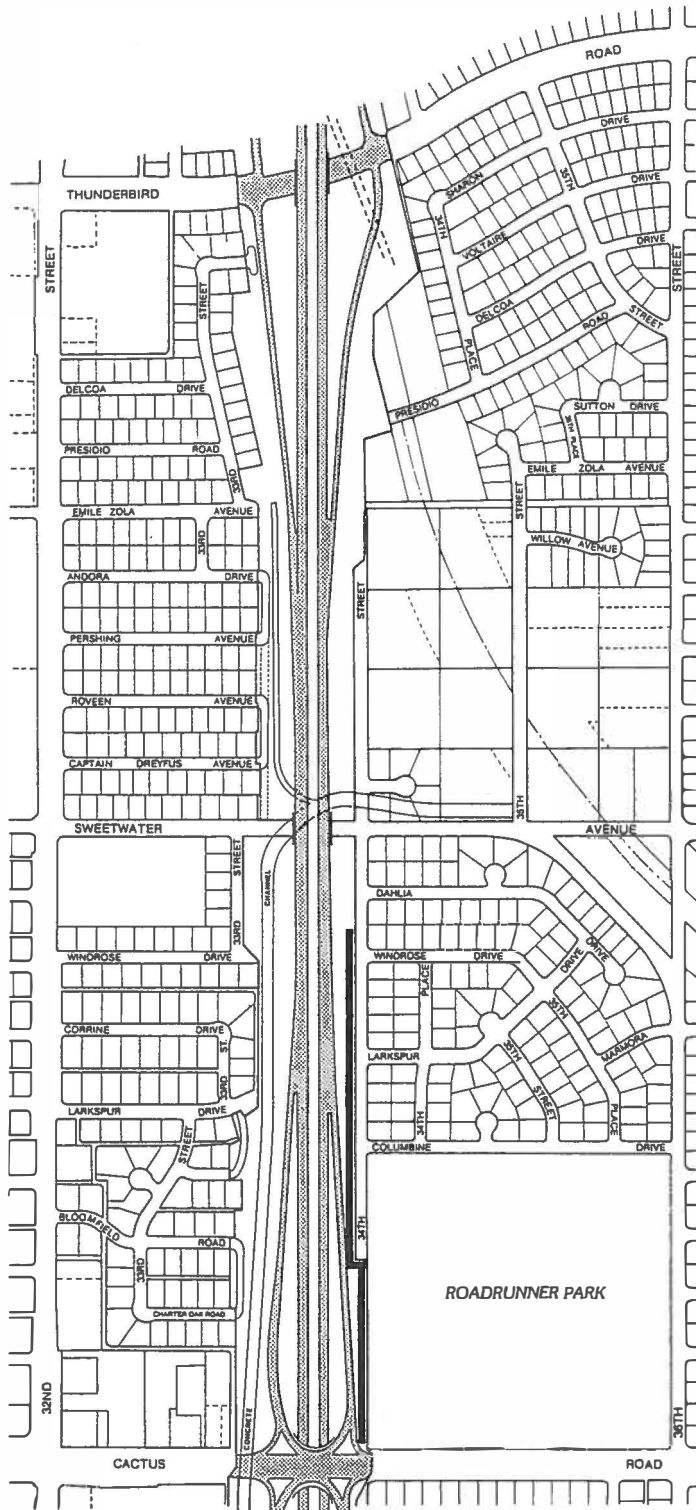 ROAD
DRIVE
SHARON
35TH
DRIVE
34TH
VOLTAIRE
DRIVE
DELCOA
STREET
PLACE
ROAD
STREET
PRESIDIO
SUTTON DRIVE
36TH PLACE
EMILE ZOLA AVENUE
STREET
WILLOW AVENUE
THUNDERBIRD
STREET
STREET
DELCOA DRIVE
PRESIDIO ROAD
33RD
EMILE ZOLA AVENUE
33RD
ANDORA DRIVE
STREET
PERSHING AVENUE
ROVEEN AVENUE
CAPTAIN DREYFUS AVENUE
35TH
SWEETWATER AVENUE
STREET
CHANNEL
33RD
DAHLIA DRIVE
WINDROSE DRIVE
WINDROSE DRIVE
DRIVE
PLACE
35TH
CORRINE DRIVE
ST.
33RD
LARKSPUR
35TH
STREET
MARMORA
PLACE
34TH
LARKSPUR DRIVE
STREET
COLUMBINE DRIVE
BLOOMFIELD ROAD
33RD
34TH
CHARTER OAK ROAD
ROADRUNNER PARK
32ND
CONCRETE
36TH
CACTUS ROAD